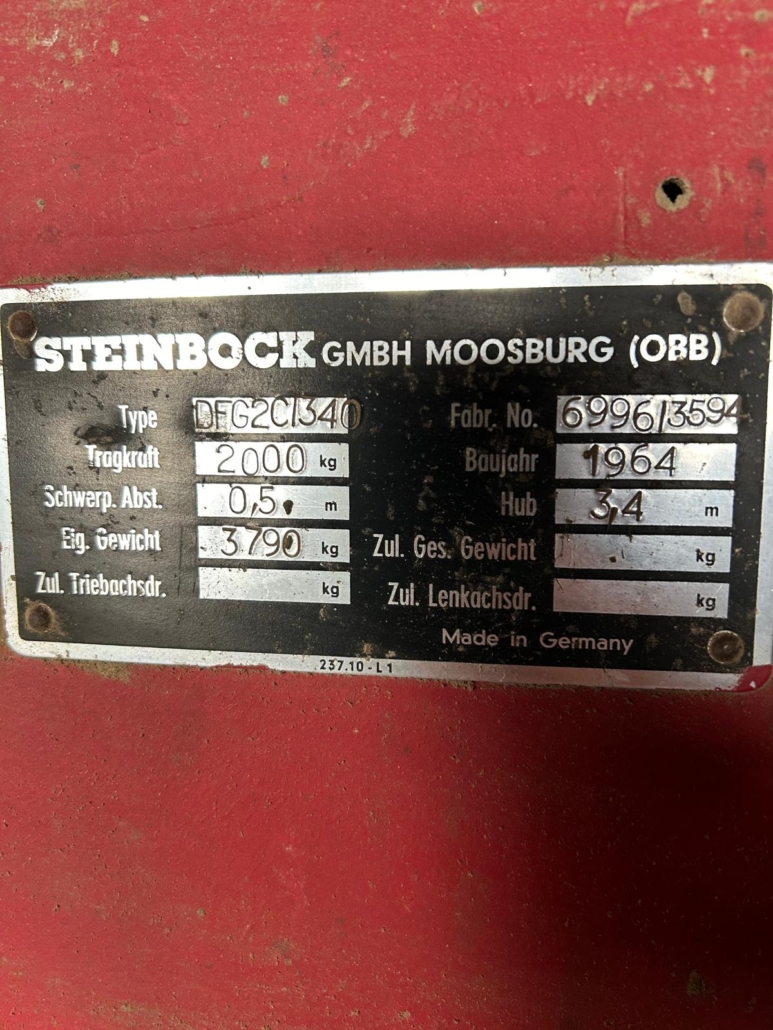 STEINBOCK GMBH MOOSBURG (OBB)
Type DFG2C/340 Fabr. No. 6996/3594
Tragkraft 2000 kg Baujahr 1964
Schwerp. Abst. 0,5 m Hub 3,4 m
Eig. Gewicht 3790 kg Zul. Ges. Gewicht kg
Zul. Triebachsdr. kg Zul. Lenkachsdr. kg
Made in Germany
237.10-L1